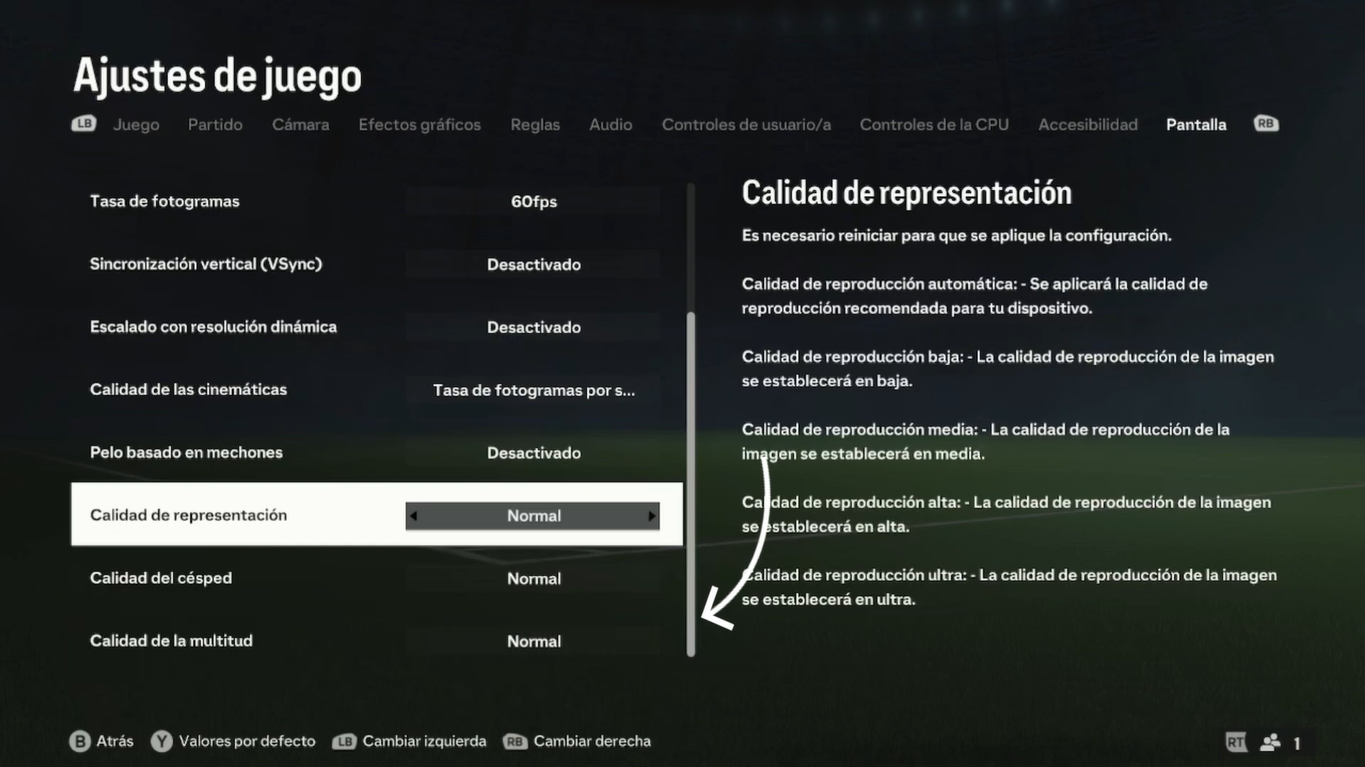 Ajustes de juego
LB Juego Partido Cámara Efectos gráficos Reglas Audio Controles de usuario/a Controles de la CPU Accesibilidad Pantalla RB
Tasa de fotogramas 60fps
Sincronización vertical (VSync) Desactivado
Escalado con resolución dinámica Desactivado
Calidad de las cinemáticas Tasa de fotogramas por s...
Pelo basado en mechones Desactivado
Calidad de representación Normal
Calidad del césped Normal
Calidad de la multitud Normal
Calidad de representación
Es necesario reiniciar para que se aplique la configuración.
Calidad de reproducción automática: - Se aplicará la calidad de
reproducción recomendada para tu dispositivo.
Calidad de reproducción baja: - La calidad de reproducción de la imagen
se establecerá en baja.
Calidad de reproducción media: - La calidad de reproducción de la
imagen se establecerá en media.
Calidad de reproducción alta: - La calidad de reproducción de la imagen
se establecerá en alta.
Calidad de reproducción ultra: - La calidad de reproducción de la imagen
se establecerá en ultra.
B Atrás Y Valores por defecto LB Cambiar izquierda RB Cambiar derecha
RT 1